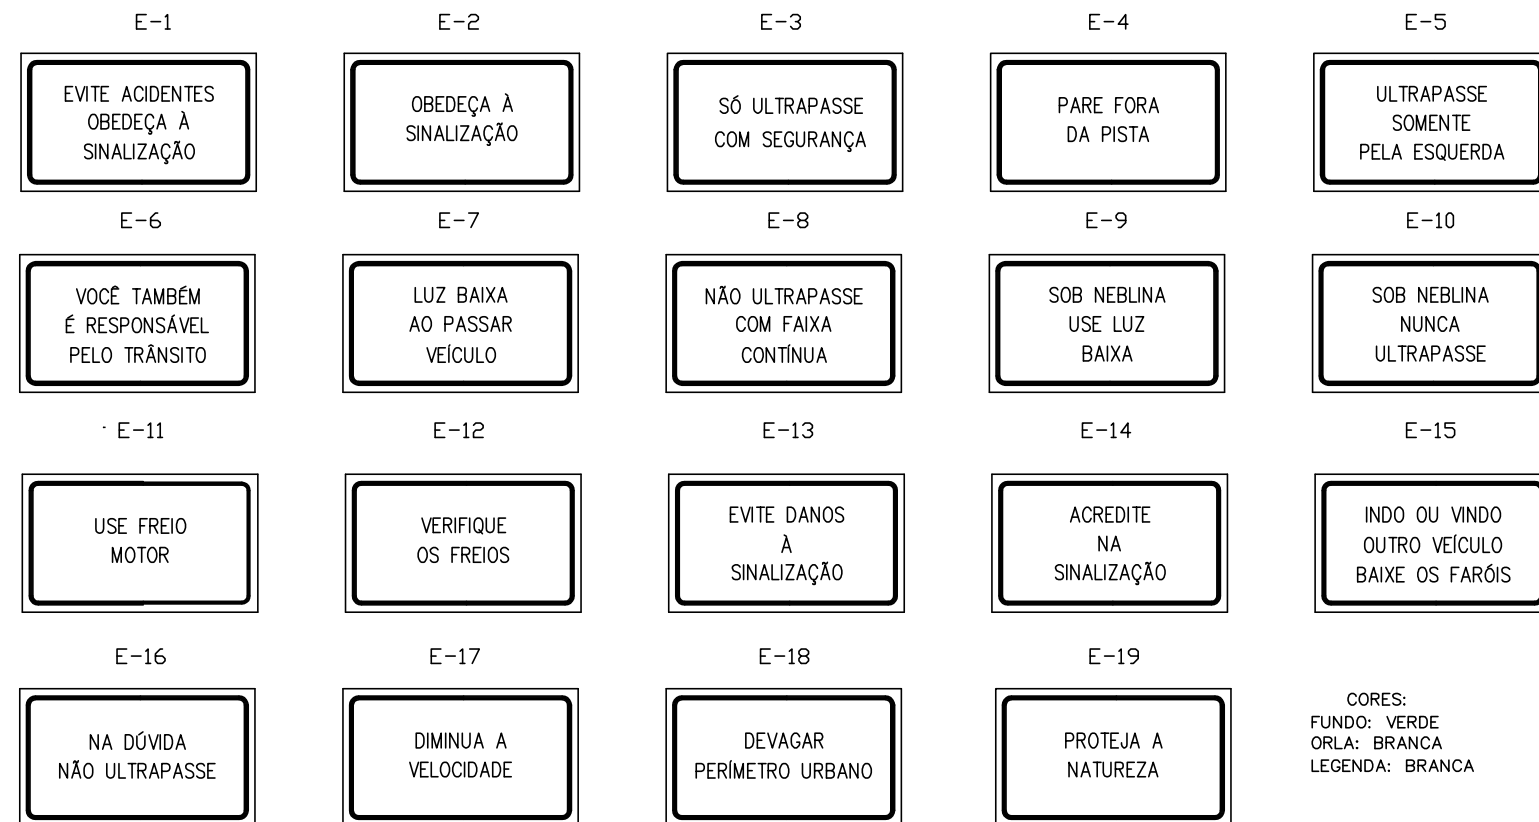 E-1
EVITE ACIDENTES
OBEDEÇA À
SINALIZAÇÃO
E-2
OBEDEÇA À
SINALIZAÇÃO
E-3
SÓ ULTRAPASSE
COM SEGURANÇA
E-4
PARE FORA
DA PISTA
E-5
ULTRAPASSE
SOMENTE
PELA ESQUERDA
E-6
VOCÊ TAMBÉM
É RESPONSÁVEL
PELO TRÂNSITO
E-7
LUZ BAIXA
AO PASSAR
VEÍCULO
E-8
NÃO ULTRAPASSE
COM FAIXA
CONTÍNUA
E-9
SOB NEBLINA
USE LUZ
BAIXA
E-10
SOB NEBLINA
NUNCA
ULTRAPASSE
E-11
USE FREIO
MOTOR
E-12
VERIFIQUE
OS FREIOS
E-13
EVITE DANOS
À
SINALIZAÇÃO
E-14
ACREDITE
NA
SINALIZAÇÃO
E-15
INDO OU VINDO
OUTRO VEÍCULO
BAIXE OS FARÓIS
E-16
NA DÚVIDA
NÃO ULTRAPASSE
E-17
DIMINUA A
VELOCIDADE
E-18
DEVAGAR
PERÍMETRO URBANO
E-19
PROTEJA A
NATUREZA
CORES:
FUNDO: VERDE
ORLA: BRANCA
LEGENDA: BRANCA